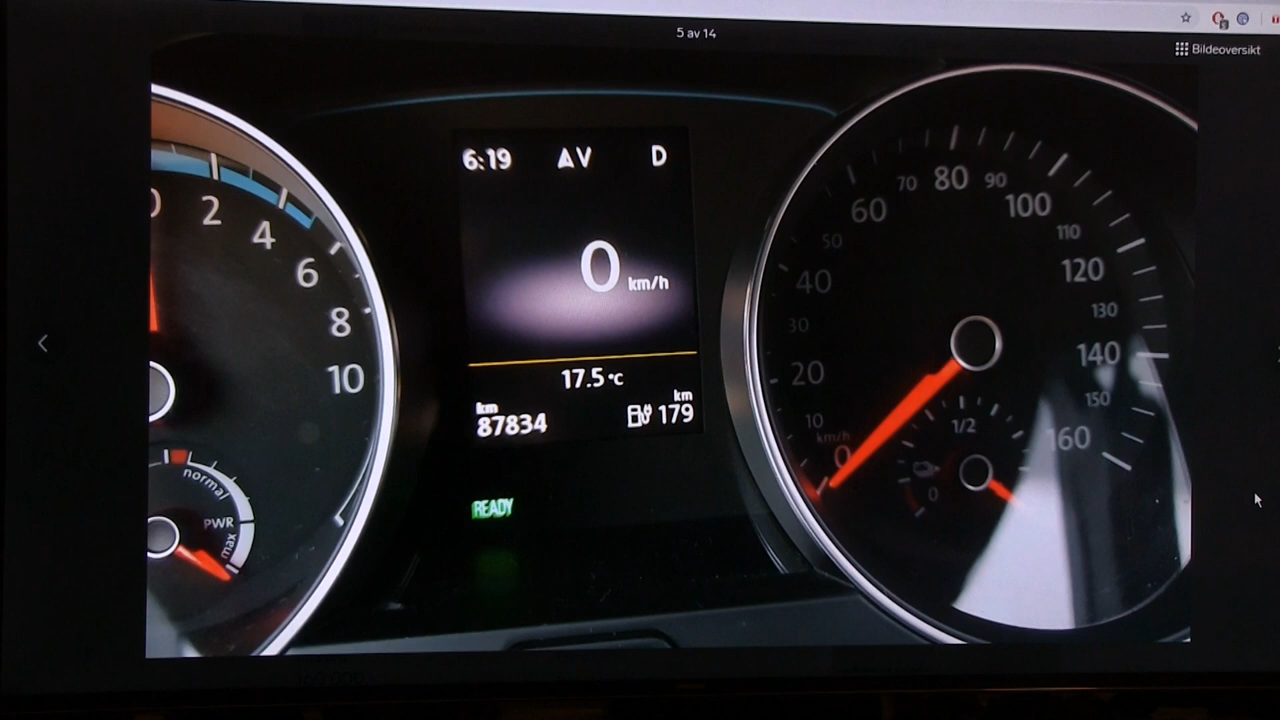 5 av 14
Bildeoversikt
6:19 AV D
0 km/h
17.5°C
km 87834
km 179
READY
0 2 4 6 8 10
normal
PWR
max
km/h
0 10 20 30 40 50 60 70 80 90 100 110 120 130 140 150 160
1/2
0